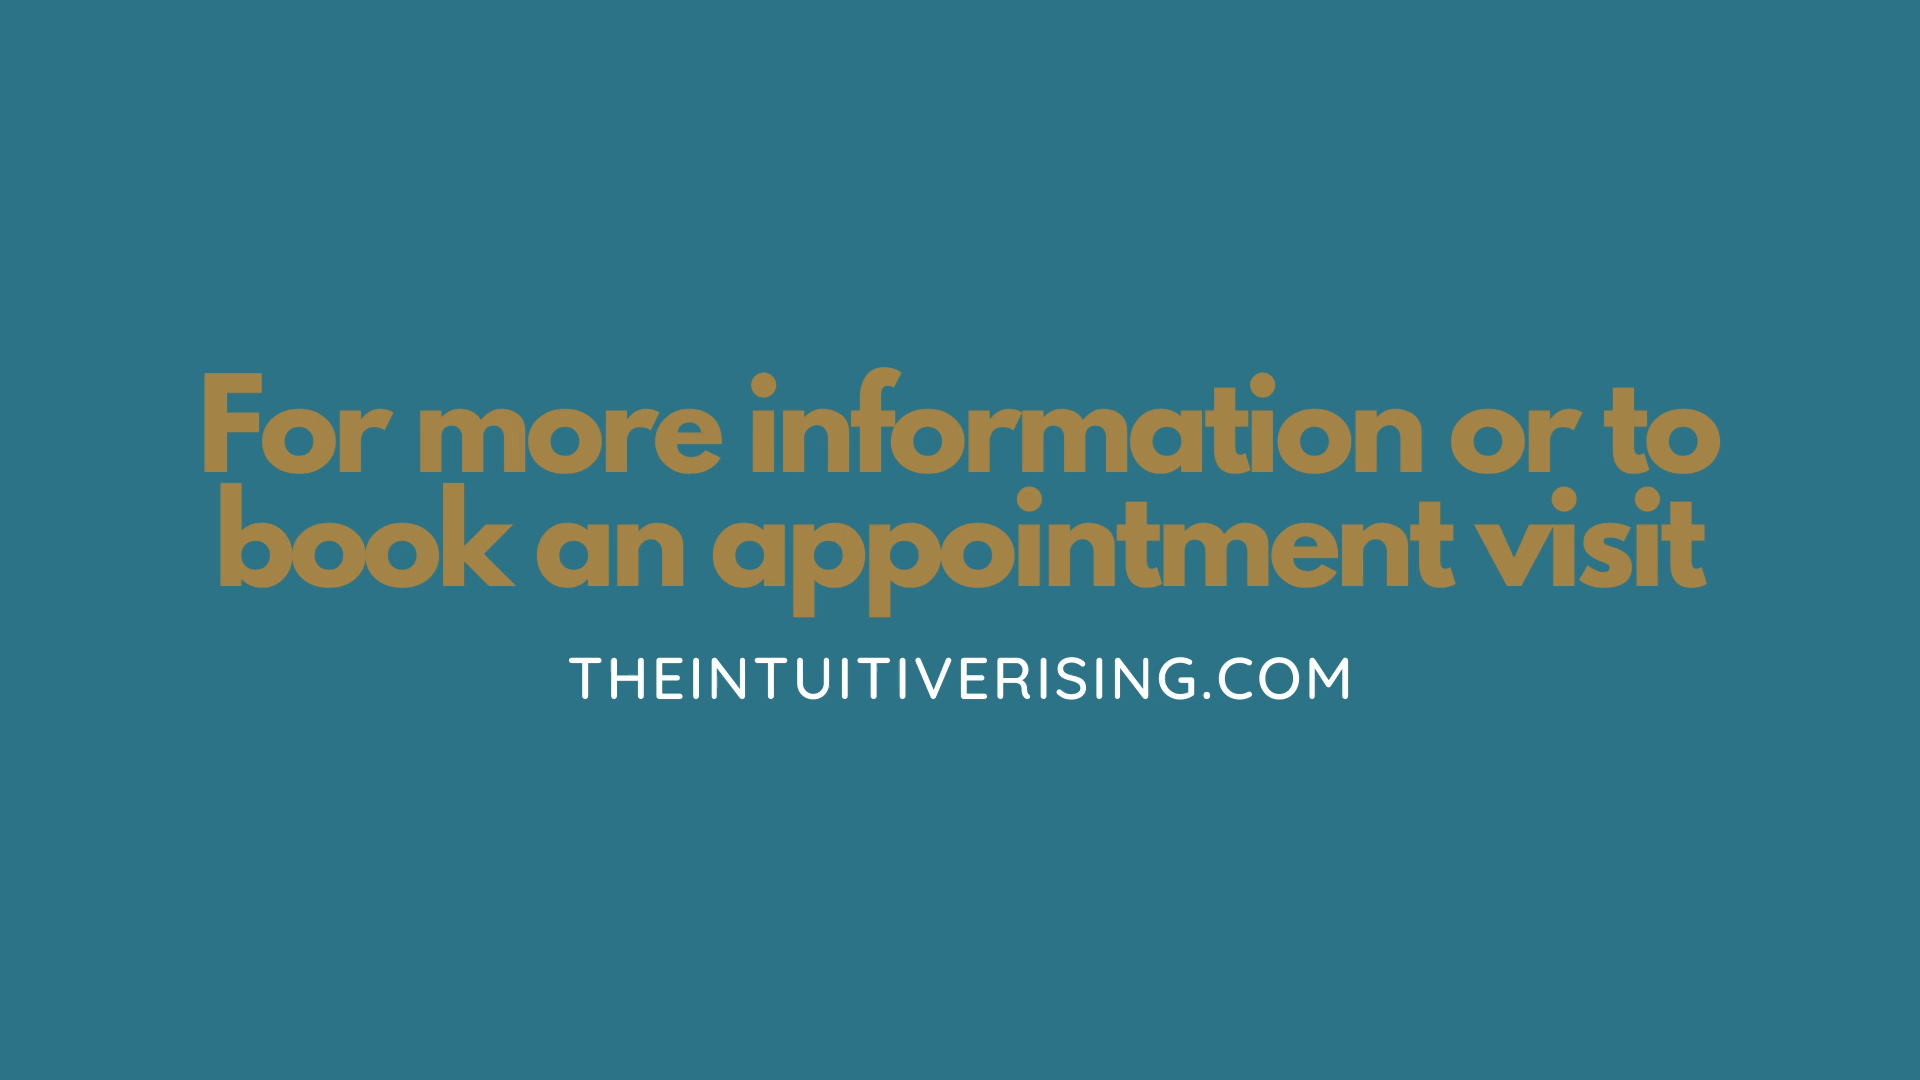 For more information or to
book an appointment visit
THEINTUITIVERISING.COM